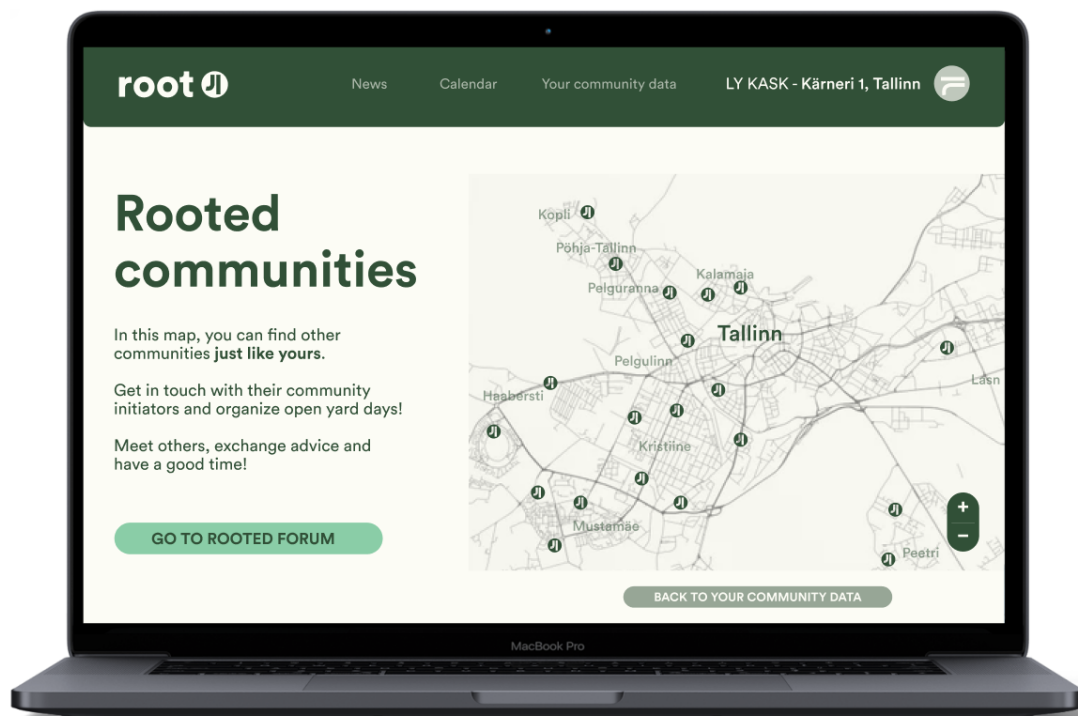 root
News
Calendar
Your community data
LY KASK - Kärneri 1, Tallinn
Rooted
communities
In this map, you can find other
communities just like yours.
Get in touch with their community
initiators and organize open yard days!
Meet others, exchange advice and
have a good time!
GO TO ROOTED FORUM
Kopli
Põhja-Tallinn
Kalamaja
Pelguranna
Tallinn
Pelgulinn
Lasn
Haabersti
Kristiine
Mustamäe
Peetri
+
−
BACK TO YOUR COMMUNITY DATA
MacBook Pro